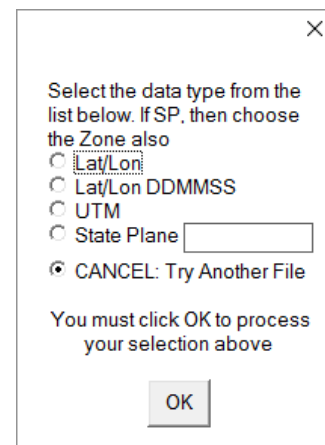 Select the data type from the
list below. If SP, then choose
the Zone also
Lat/Lon
Lat/Lon DDMMSS
UTM
State Plane
CANCEL: Try Another File
You must click OK to process
your selection above
OK